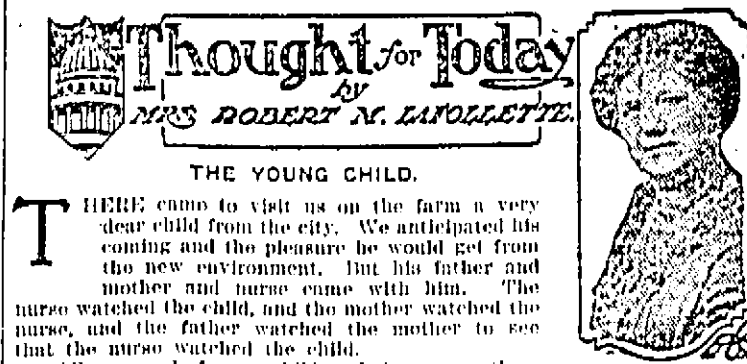 Thought for Today
by
MRS ROBERT M. LAFOLLETTE.
THE YOUNG CHILD.
THERE came to visit us on the farm a very
dear child from the city. We anticipated his
coming and the pleasure he would get from
the new environment. But his father and
mother and nurse came with him. The
nurse watched the child, and the mother watched the
nurse, and the father watched the mother to see
that the nurse watched the child.